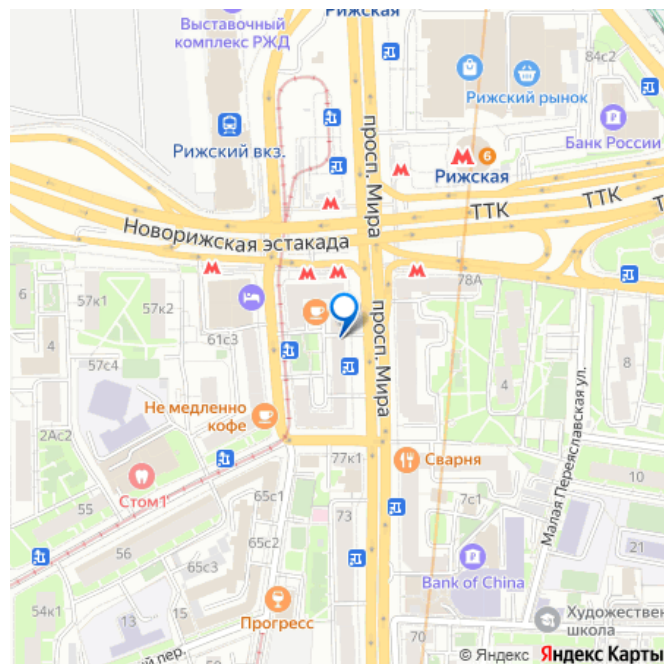 Рижская
Выставочный
комплекс РЖД
84с2
Рижский рынок
Банк России
Рижский вкз.
просп. Мира
6
Рижская
ТТК
ТТК
Новорижская эстакада
78А
6
57к1
57к2
61с3
4
57с4
просп. Мира
4
8
Не медленно
кофе
2Ас2
77к1
Сварня
Малая Переяславская ул.
Стом1
65с1
10
55
73
7с1
56
65с2
21
65с3
Bank of China
54к1
13
15
Прогресс
70
Художествен
школа
ий пер.
© Яндекс Яндекс Карты